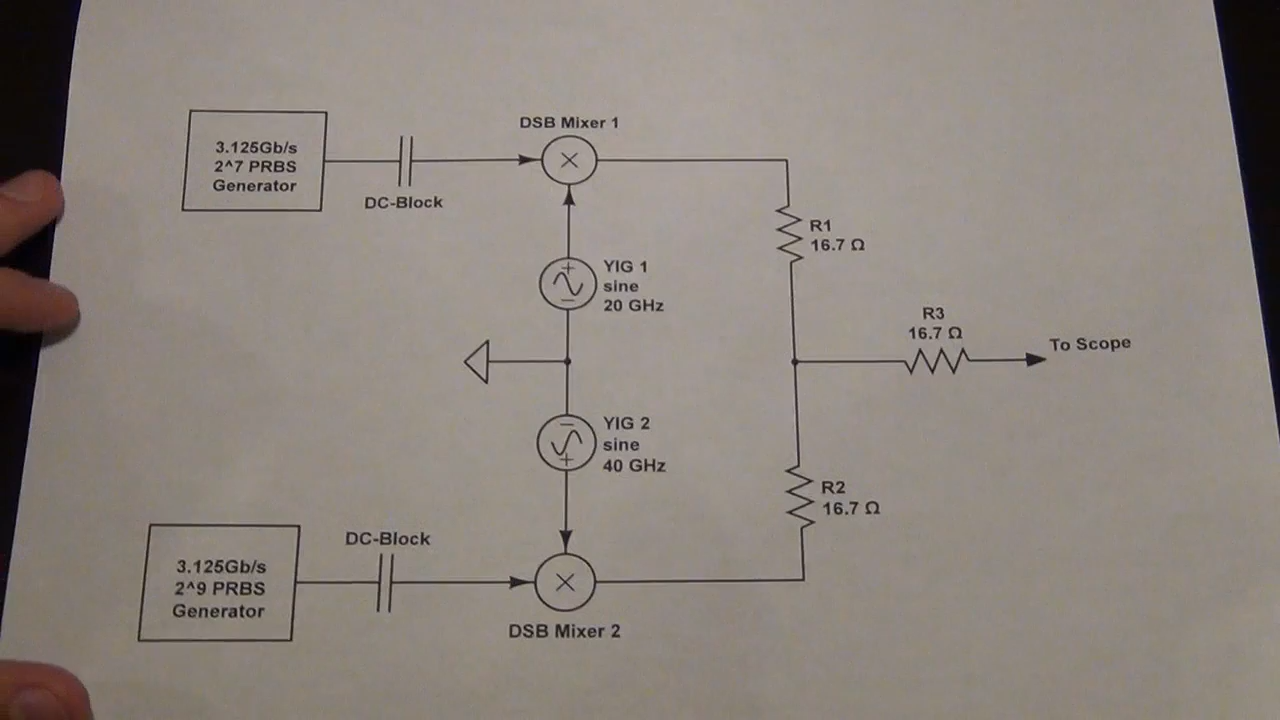 DSB Mixer 1
3.125Gb/s
2^7 PRBS
Generator
DC-Block
R1
16.7 Ω
YIG 1
sine
20 GHz
R3
16.7 Ω
To Scope
YIG 2
sine
40 GHz
R2
16.7 Ω
DC-Block
3.125Gb/s
2^9 PRBS
Generator
DSB Mixer 2